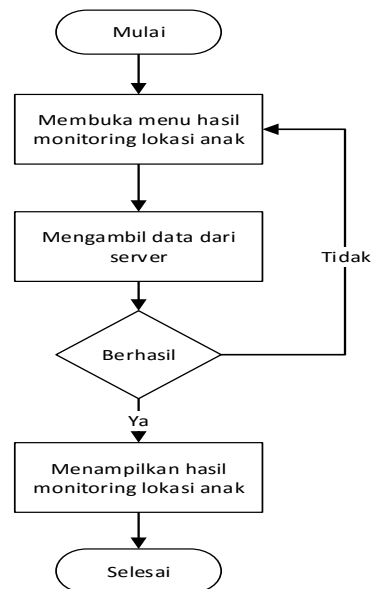 Mulai
Membuka menu hasil
monitoring lokasi anak
Mengambil data dari
server
Tidak
Berhasil
Ya
Menampilkan hasil
monitoring lokasi anak
Selesai